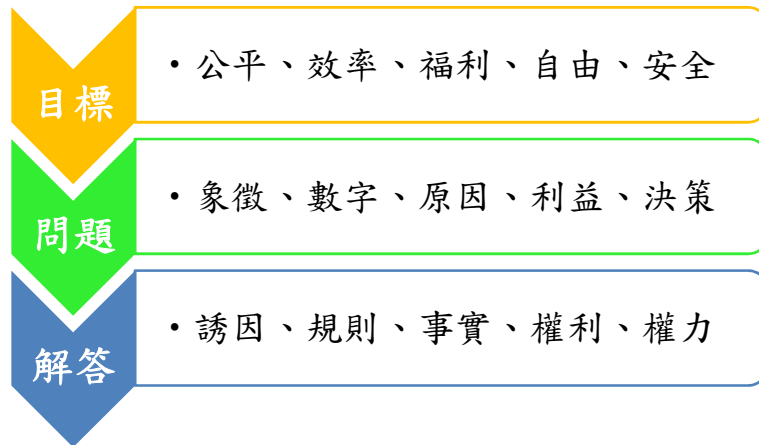 目標
・公平、效率、福利、自由、安全
問題
・象徵、數字、原因、利益、決策
解答
・誘因、規則、事實、權利、權力